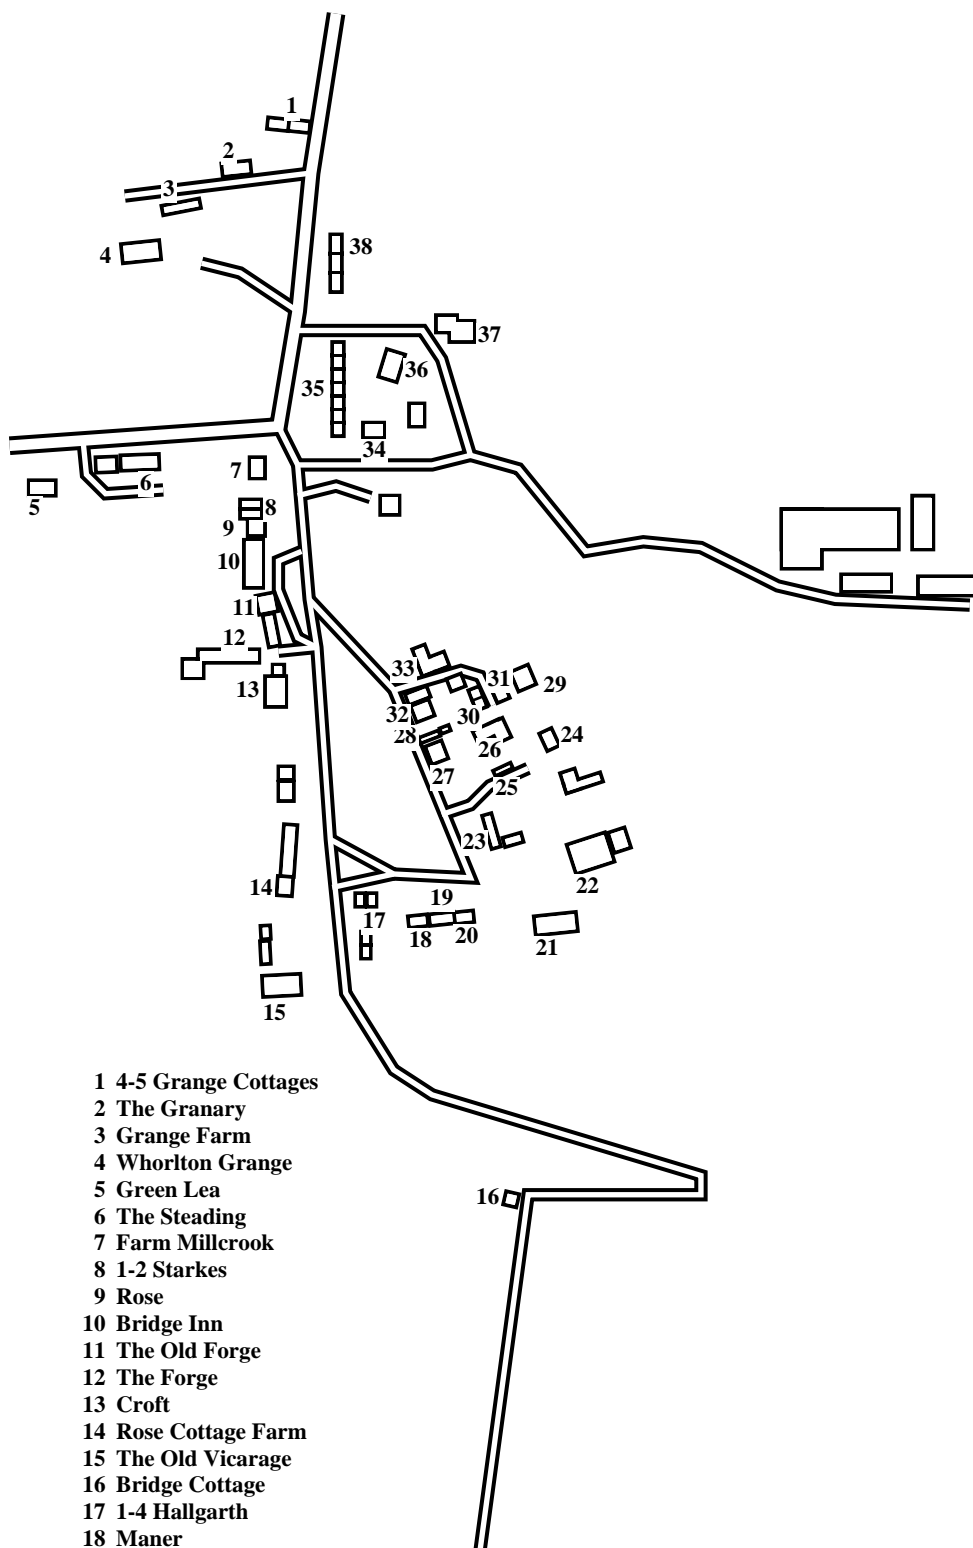 1
2
3
4
38
37
36
35
34
7
6
5
8
9
10
11
12
13
33
31
29
32
30
28
26
24
27
25
23
22
14
19
17
18
20
21
15
16
1 4-5 Grange Cottages
2 The Granary
3 Grange Farm
4 Whorlton Grange
5 Green Lea
6 The Steading
7 Farm Millcrook
8 1-2 Starkes
9 Rose
10 Bridge Inn
11 The Old Forge
12 The Forge
13 Croft
14 Rose Cottage Farm
15 The Old Vicarage
16 Bridge Cottage
17 1-4 Hallgarth
18 Maner